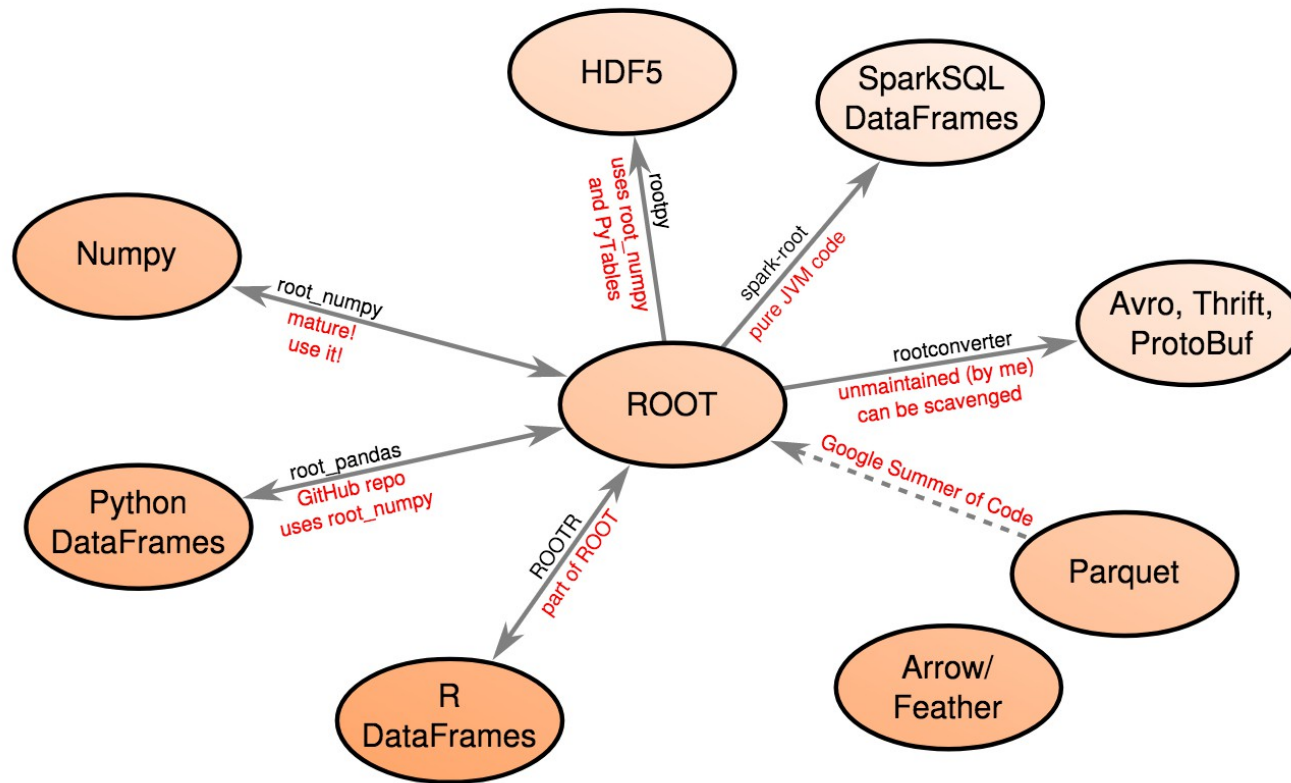 HDF5
SparkSQL
DataFrames
rootpy
uses root_numpy
and PyTables
spark-root
pure JVM code
Numpy
root_numpy
mature!
use it!
Avro, Thrift,
ProtoBuf
rootconverter
unmaintained (by me)
can be scavenged
ROOT
root_pandas
GitHub repo
uses root_numpy
Python
DataFrames
Google Summer of Code
Parquet
ROOTR
part of ROOT
Arrow/
Feather
R
DataFrames